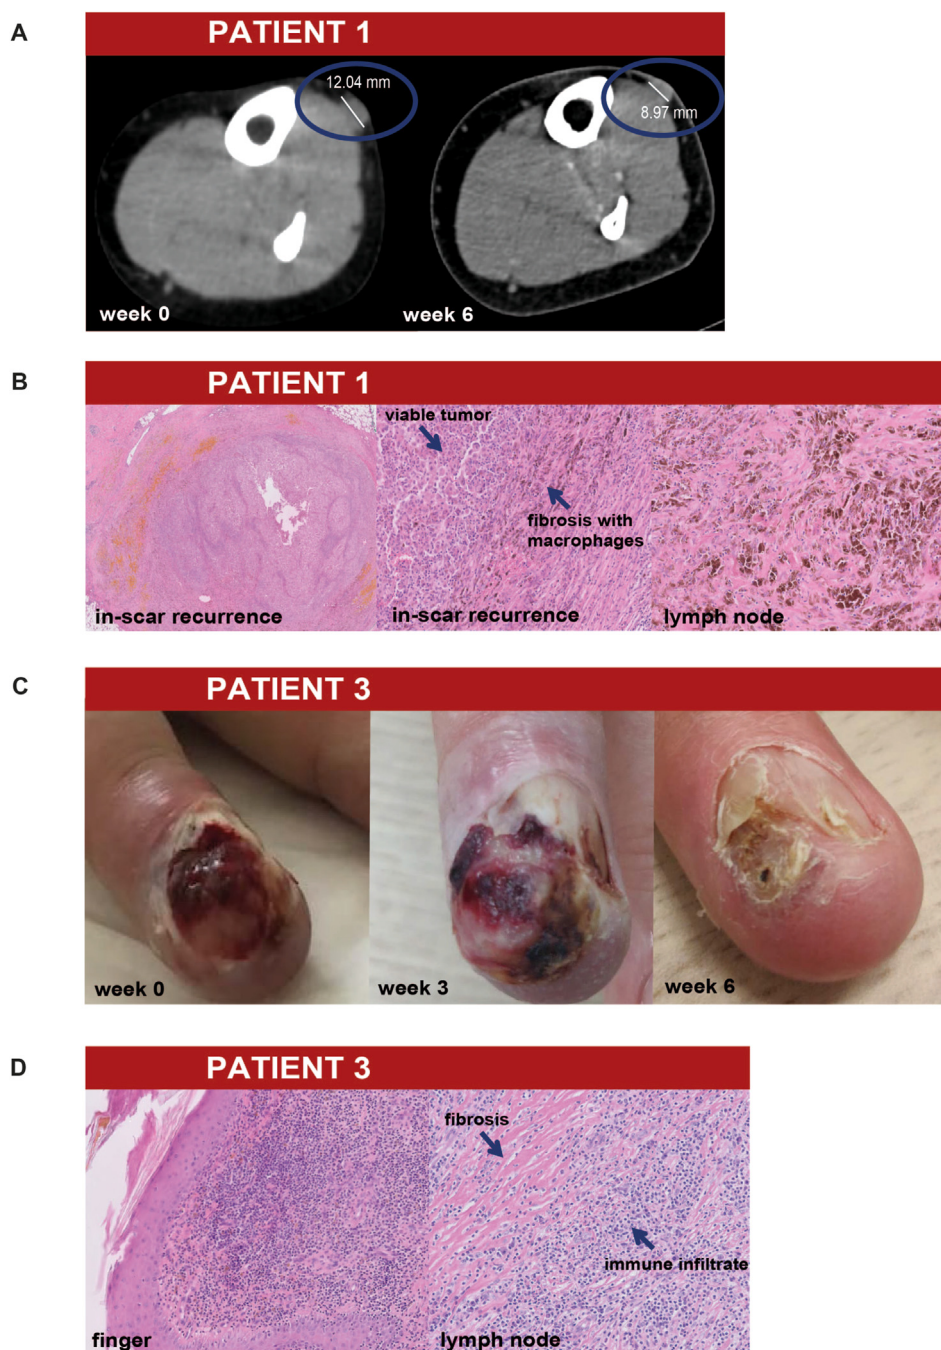 A
PATIENT 1
12.04 mm
8.97 mm
week 0
week 6
B
PATIENT 1
viable tumor
fibrosis with
macrophages
in-scar recurrence
in-scar recurrence
lymph node
C
PATIENT 3
week 0
week 3
week 6
D
PATIENT 3
fibrosis
immune infiltrate
finger
lymph node